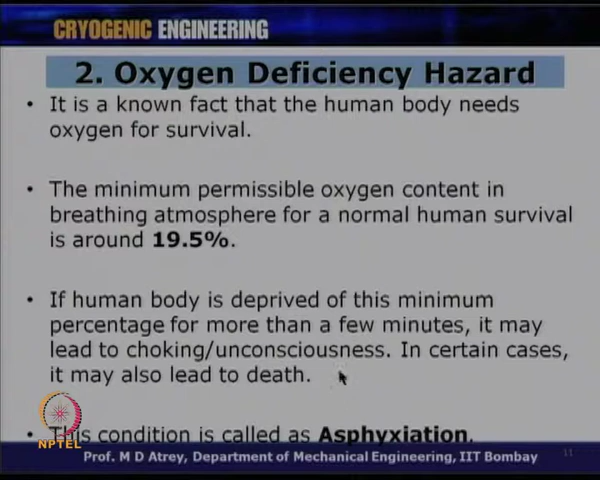 CRYOGENIC ENGINEERING
2. Oxygen Deficiency Hazard
• It is a known fact that the human body needs
oxygen for survival.
• The minimum permissible oxygen content in
breathing atmosphere for a normal human survival
is around 19.5%.
• If human body is deprived of this minimum
percentage for more than a few minutes, it may
lead to choking/unconsciousness. In certain cases,
it may also lead to death.
• This condition is called as Asphyxiation.
NPTEL
Prof. M D Atrey, Department of Mechanical Engineering, IIT Bombay
11